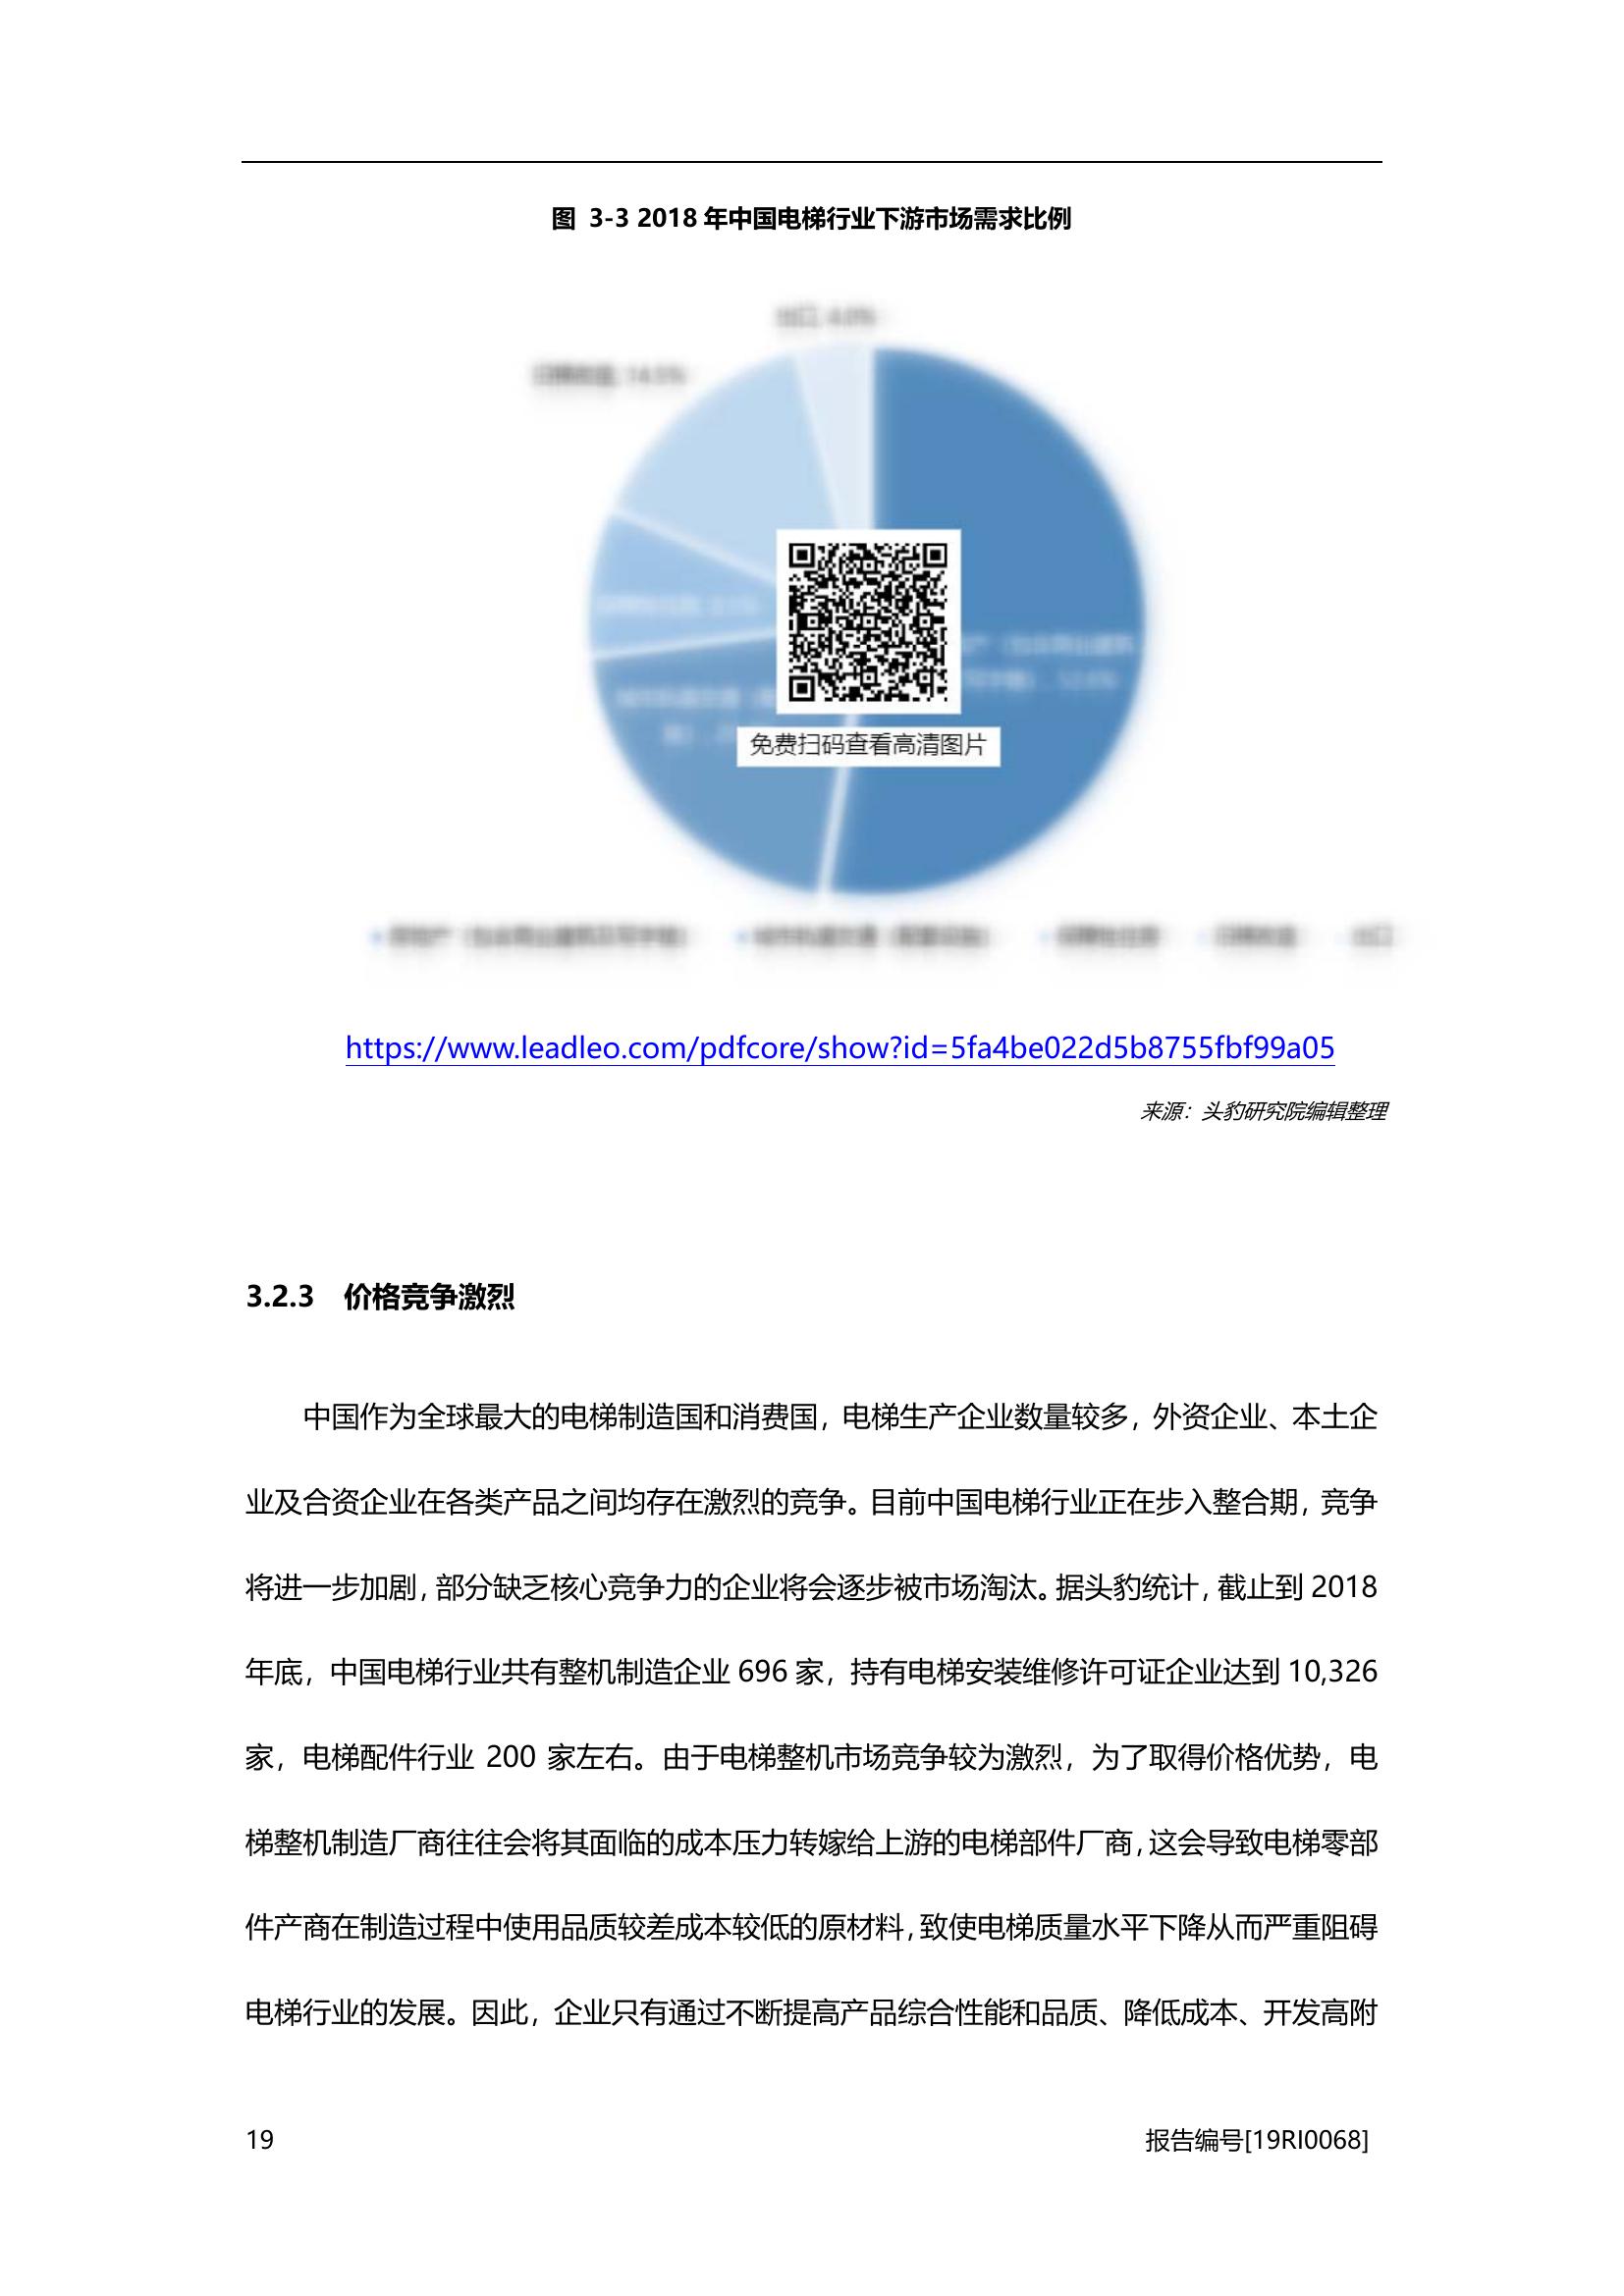 图 3-3 2018 年中国电梯行业下游市场需求比例
免费扫码查看高清图片
https://www.leadleo.com/pdfcore/show?id=5fa4be022d5b8755fbf99a05
来源：头豹研究院编辑整理
3.2.3 价格竞争激烈
中国作为全球最大的电梯制造国和消费国，电梯生产企业数量较多，外资企业、本土企
业及合资企业在各类产品之间均存在激烈的竞争。目前中国电梯行业正在步入整合期，竞争
将进一步加剧，部分缺乏核心竞争力的企业将会逐步被市场淘汰。据头豹统计，截止到 2018
年底，中国电梯行业共有整机制造企业 696 家，持有电梯安装维修许可证企业达到 10,326
家，电梯配件行业 200 家左右。由于电梯整机市场竞争较为激烈，为了取得价格优势，电
梯整机制造厂商往往会将其面临的成本压力转嫁给上游的电梯部件厂商，这会导致电梯零部
件产商在制造过程中使用品质较差成本较低的原材料，致使电梯质量水平下降从而严重阻碍
电梯行业的发展。因此，企业只有通过不断提高产品综合性能和品质、降低成本、开发高附
19
报告编号[19RI0068]